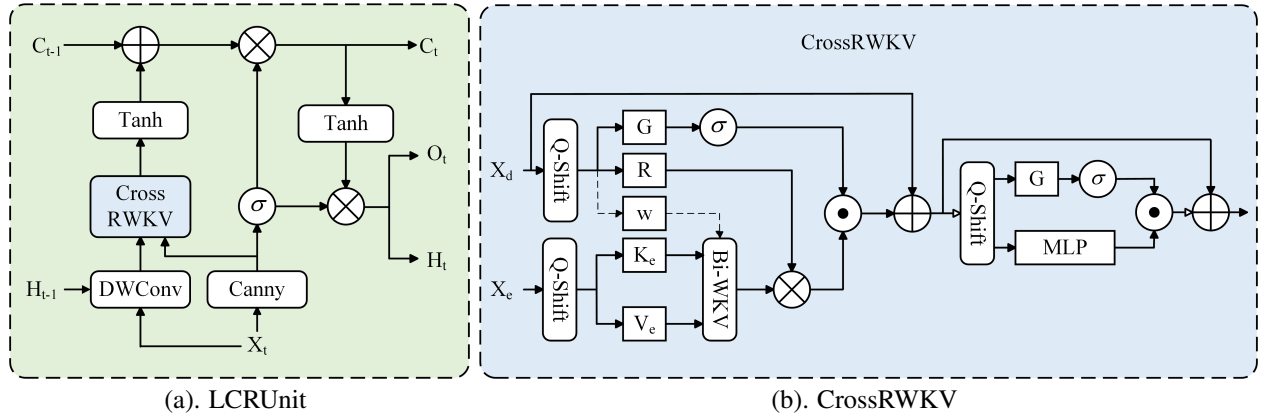 C_{t-1}
C_t
Tanh
Tanh
O_t
Cross
RWKV
σ
H_t
H_{t-1}
DWConv
Canny
X_t
(a). LCRUnit
CrossRWKV
X_d
Q-Shift
G
σ
R
w
X_e
Q-Shift
K_e
V_e
Bi-WKV
Q-Shift
G
σ
MLP
(b). CrossRWKV